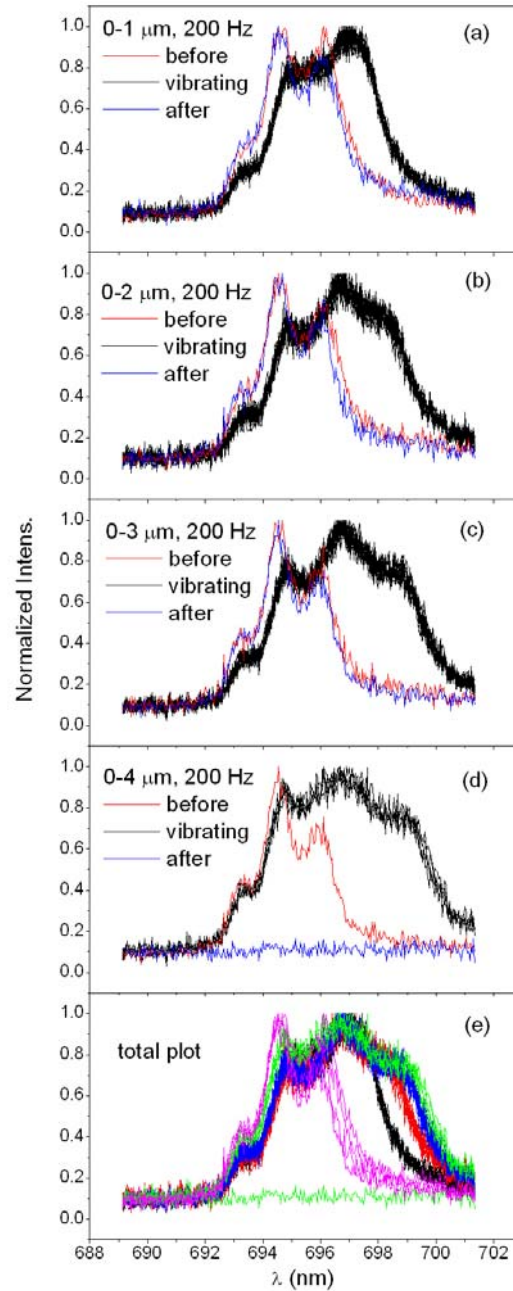 0-1 μm, 200 Hz
before
vibrating
after
(a)
1.0
0.8
0.6
0.4
0.2
0.0
0-2 μm, 200 Hz
before
vibrating
after
(b)
1.0
0.8
0.6
0.4
0.2
0.0
0-3 μm, 200 Hz
before
vibrating
after
(c)
1.0
0.8
0.6
0.4
0.2
0.0
Normalized Intens.
0-4 μm, 200 Hz
before
vibrating
after
(d)
1.0
0.8
0.6
0.4
0.2
0.0
total plot
(e)
1.0
0.8
0.6
0.4
0.2
0.0
688 690 692 694 696 698 700 702
λ (nm)